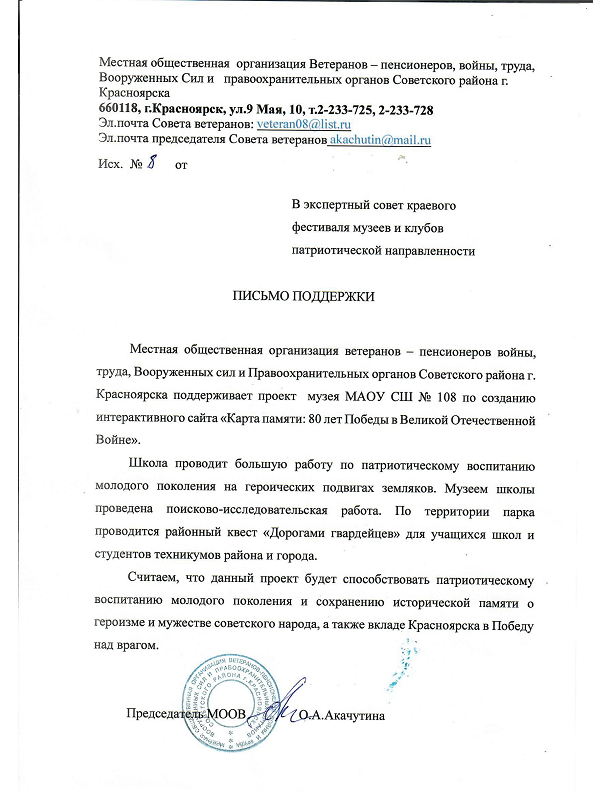 Местная общественная организация Ветеранов – пенсионеров, войны, труда,
Вооруженных Сил и правоохранительных органов Советского района г.
Красноярска
660118, г.Красноярск, ул.9 Мая, 10, т.2-233-725, 2-233-728
Эл.почта Совета ветеранов: veteran08@list.ru
Эл.почта председателя Совета ветеранов akachutin@mail.ru
Исх. № 8 от
В экспертный совет краевого
фестиваля музеев и клубов
патриотической направленности
ПИСЬМО ПОДДЕРЖКИ
Местная общественная организация ветеранов – пенсионеров войны,
труда, Вооруженных сил и Правоохранительных органов Советского района г.
Красноярска поддерживает проект музея МАОУ СШ № 108 по созданию
интерактивного сайта «Карта памяти: 80 лет Победы в Великой Отечественной
Войне».
Школа проводит большую работу по патриотическому воспитанию
молодого поколения на героических подвигах земляков. Музеем школы
проведена поисково-исследовательская работа. По территории парка
проводится районный квест «Дорогами гвардейцев» для учащихся школ и
студентов техникумов района и города.
Считаем, что данный проект будет способствовать патриотическому
воспитанию молодого поколения и сохранению исторической памяти о
героизме и мужестве советского народа, а также вкладе Красноярска в Победу
над врагом.
Председатель МООВ О.А.Акачутина